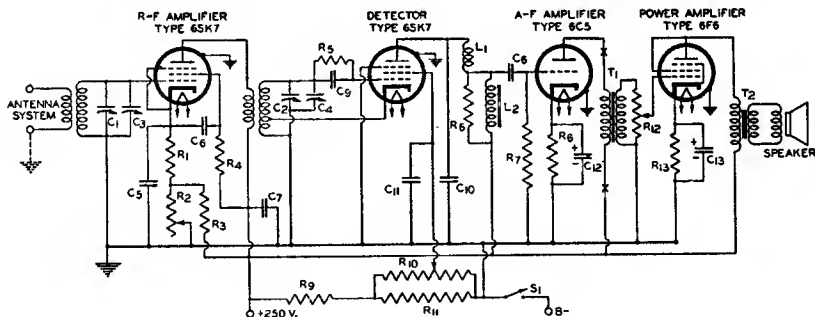 R-F AMPLIFIER
TYPE 6SK7
DETECTOR
TYPE 6SK7
A-F AMPLIFIER
TYPE 6C5
POWER AMPLIFIER
TYPE 6F6
ANTENNA
SYSTEM
C1
C3
C6
R1
R4
C5
R2
R3
C7
R5
C2
C4
C9
C11
C10
L1
R6
L2
C6
R7
R6
C12
T1
R12
R13
C13
T2
SPEAKER
R9
R10
R11
S1
+250 V.
B-